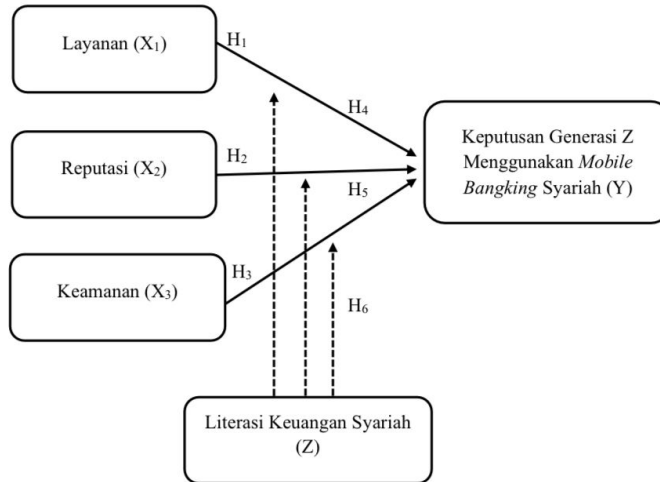 Layanan (X₁)
H₁
H₄
Keputusan Generasi Z
Menggunakan Mobile
Bangking Syariah (Y)
Reputasi (X₂)
H₂
H₅
Keamanan (X₃)
H₃
H₆
Literasi Keuangan Syariah
(Z)